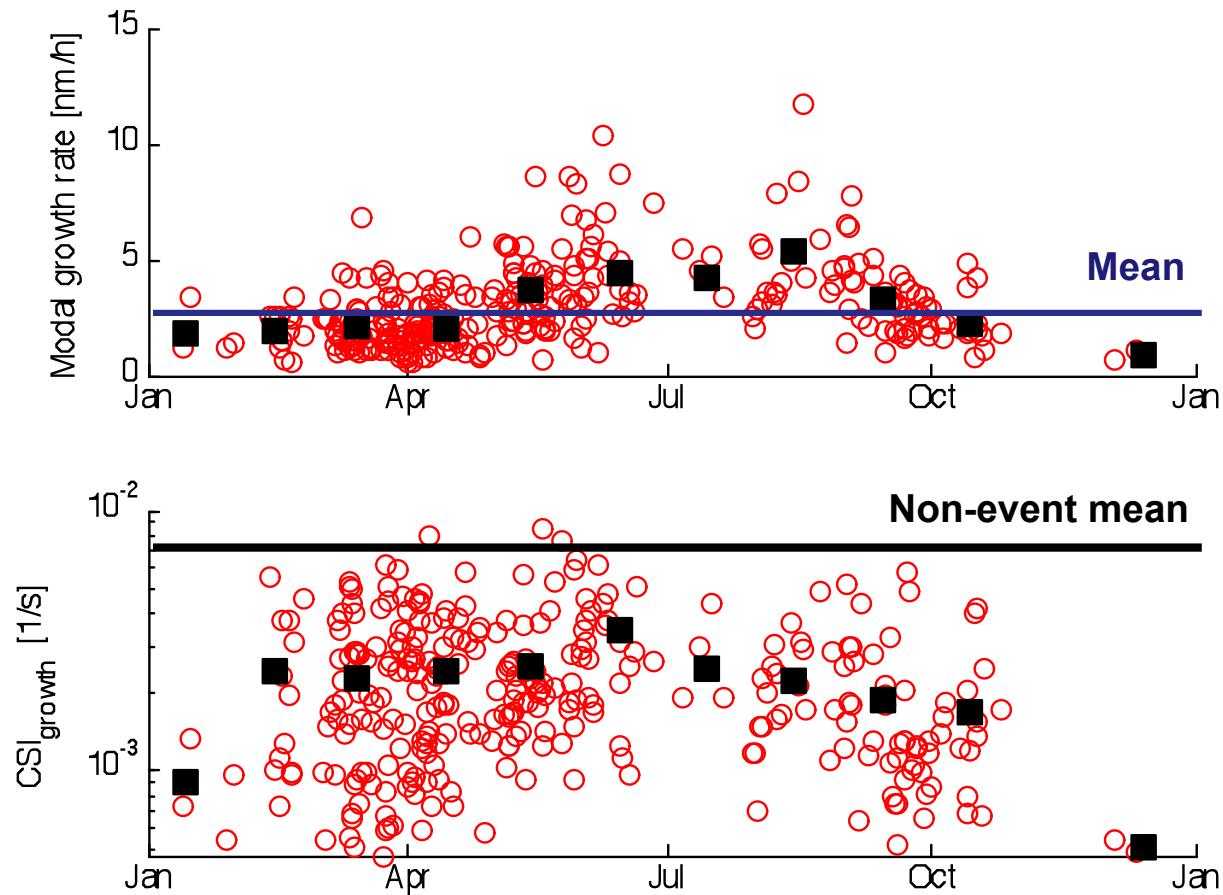 Modal growth rate [nm/h]
15
10
5
0
Mean
Jan Apr Jul Oct Jan
CSI_growth [1/s]
10^-2
10^-3
Non-event mean
Jan Apr Jul Oct Jan